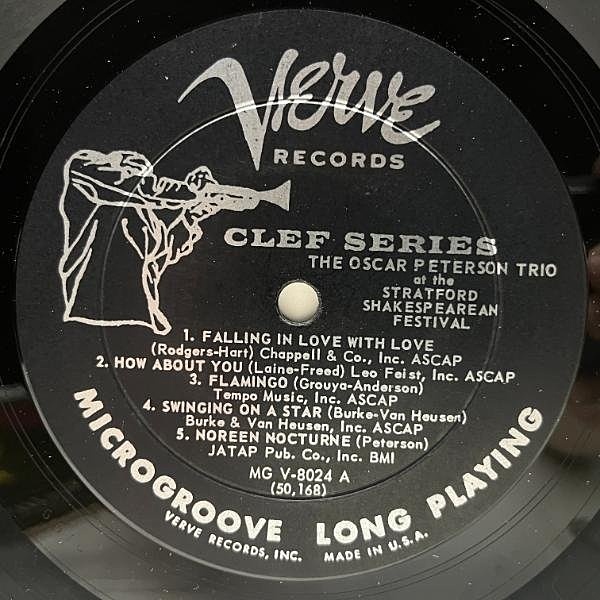 Verve
RECORDS
CLEF SERIES
THE OSCAR PETERSON TRIO
at the
STRATFORD
SHAKESPEAREAN
FESTIVAL
1. FALLING IN LOVE WITH LOVE
(Rodgers-Hart) Chappell & Co., Inc. ASCAP
2. HOW ABOUT YOU (Laine-Freed) Leo Feist, Inc. ASCAP
3. FLAMINGO (Grouya-Anderson)
Tempo Music, Inc. ASCAP
4. SWINGING ON A STAR (Burke-Van Heusen)
Burke & Van Heusen, Inc. ASCAP
5. NOREEN NOCTURNE (Peterson)
JATAP Pub. Co., Inc. BMI
MG V-8024 A
(50,168)
MICROGROOVE LONG PLAYING
VERVE RECORDS, INC. MADE IN U.S.A.